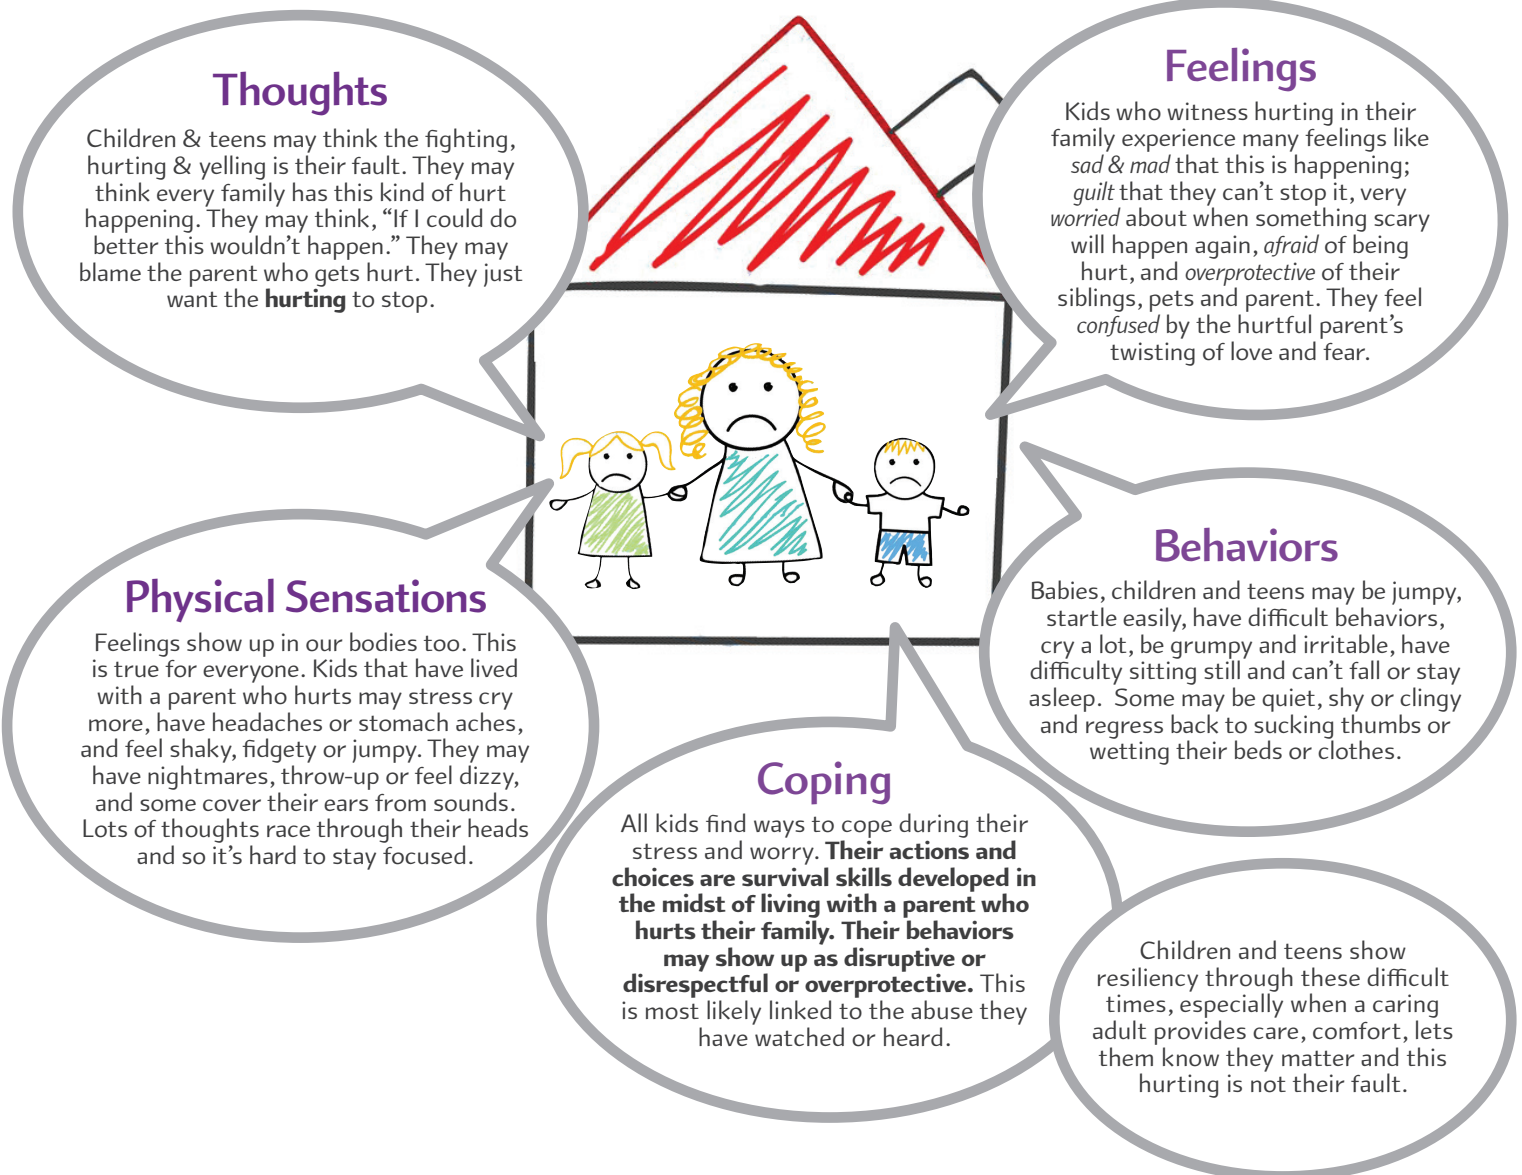 Thoughts
Children & teens may think the fighting,
hurting & yelling is their fault. They may
think every family has this kind of hurt
happening. They may think, “If I could do
better this wouldn’t happen.” They may
blame the parent who gets hurt. They just
want the hurting to stop.
Feelings
Kids who witness hurting in their
family experience many feelings like
sad & mad that this is happening;
guilt that they can’t stop it, very
worried about when something scary
will happen again, afraid of being
hurt, and overprotective of their
siblings, pets and parent. They feel
confused by the hurtful parent’s
twisting of love and fear.
Physical Sensations
Feelings show up in our bodies too. This
is true for everyone. Kids that have lived
with a parent who hurts may stress cry
more, have headaches or stomach aches,
and feel shaky, fidgety or jumpy. They may
have nightmares, throw-up or feel dizzy,
and some cover their ears from sounds.
Lots of thoughts race through their heads
and so it’s hard to stay focused.
Behaviors
Babies, children and teens may be jumpy,
startle easily, have difficult behaviors,
cry a lot, be grumpy and irritable, have
difficulty sitting still and can’t fall or stay
asleep.  Some may be quiet, shy or clingy
and regress back to sucking thumbs or
wetting their beds or clothes.
Coping
All kids find ways to cope during their
stress and worry. Their actions and
choices are survival skills developed in
the midst of living with a parent who
hurts their family. Their behaviors
may show up as disruptive or
disrespectful or overprotective. This
is most likely linked to the abuse they
have watched or heard.
Children and teens show
resiliency through these difficult
times, especially when a caring
adult provides care, comfort, lets
them know they matter and this
hurting is not their fault.